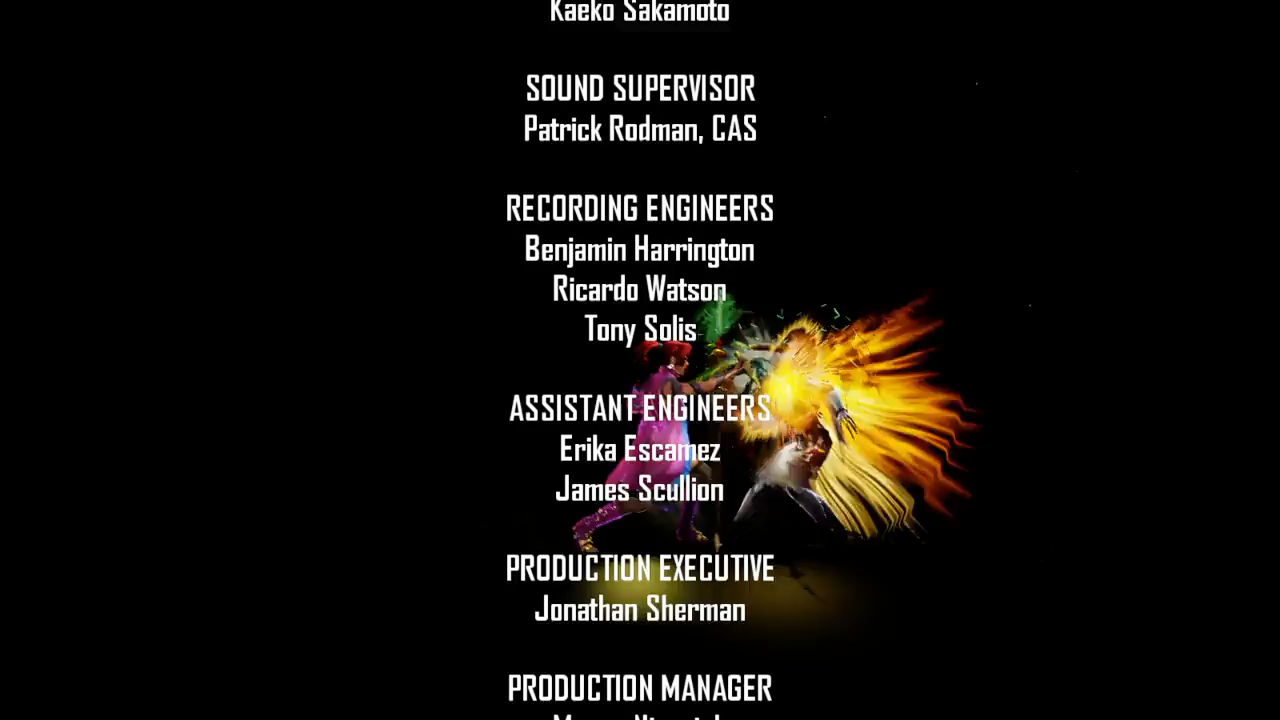 Kaeko Sakamoto
SOUND SUPERVISOR
Patrick Rodman, CAS
RECORDING ENGINEERS
Benjamin Harrington
Ricardo Watson
Tony Solis
ASSISTANT ENGINEERS
Erika Escamez
James Scullion
PRODUCTION EXECUTIVE
Jonathan Sherman
PRODUCTION MANAGER